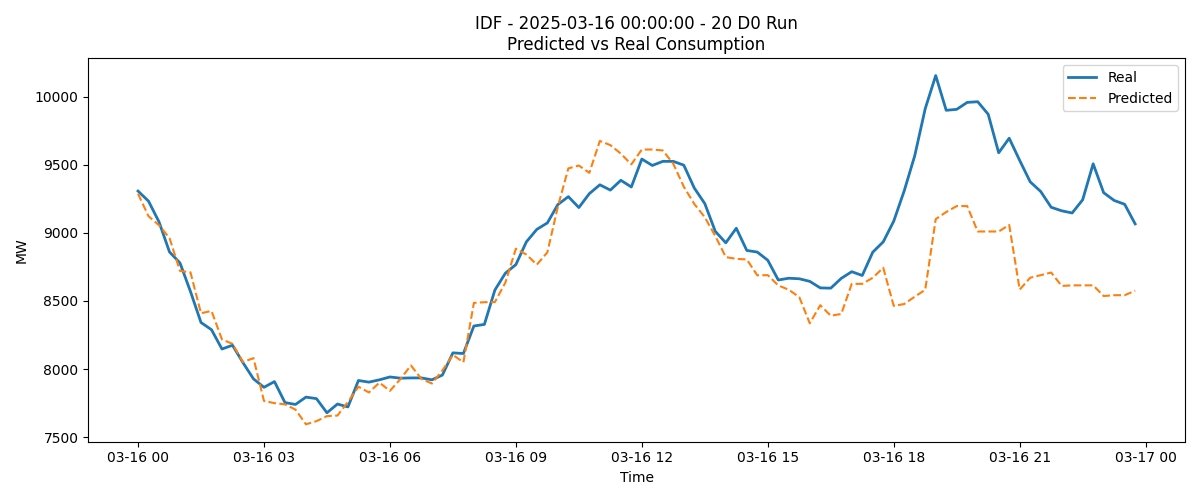 IDF - 2025-03-16 00:00:00 - 20 D0 Run
Predicted vs Real Consumption
Real
Predicted
MW
10000
9500
9000
8500
8000
7500
03-16 00
03-16 03
03-16 06
03-16 09
03-16 12
03-16 15
03-16 18
03-16 21
03-17 00
Time